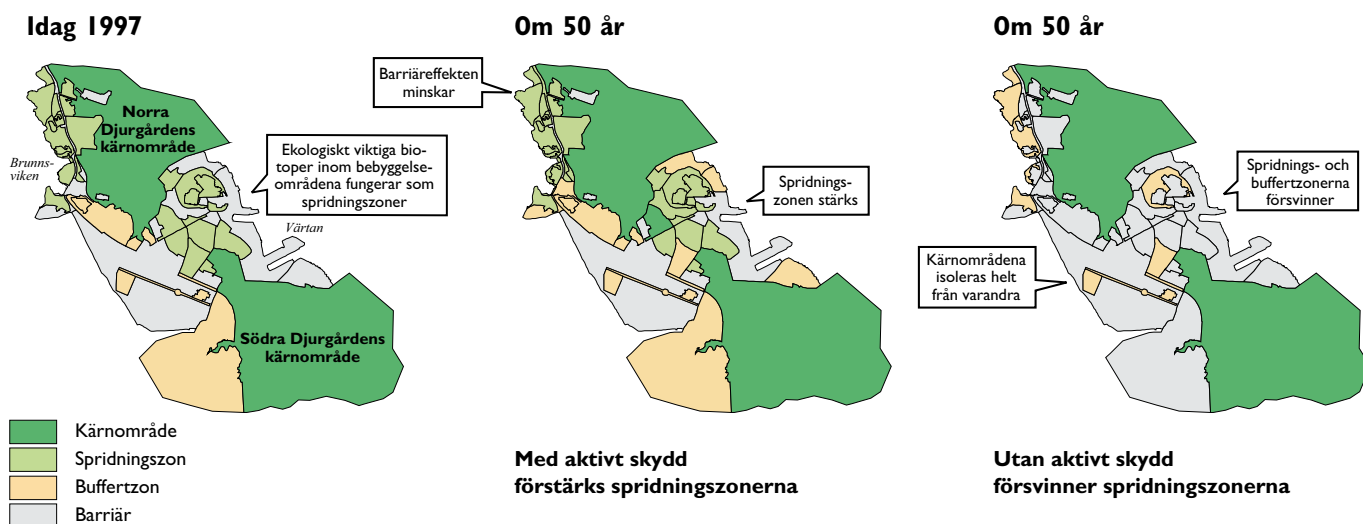 Idag 1997
Norra
Djurgårdens
kärnområde
Brunns-
viken
Ekologiskt viktiga bio-
toper inom bebyggelse-
områdena fungerar som
spridningszoner
Värtan
Södra Djurgårdens
kärnområde
Kärnområde
Spridningszon
Buffertzon
Barriär
Om 50 år
Barriäreffekten
minskar
Spridnings-
zonen stärks
Med aktivt skydd
förstärks spridningszonerna
Om 50 år
Spridnings- och
buffertzonerna
försvinner
Kärnområdena
isoleras helt
från varandra
Utan aktivt skydd
försvinner spridningszonerna